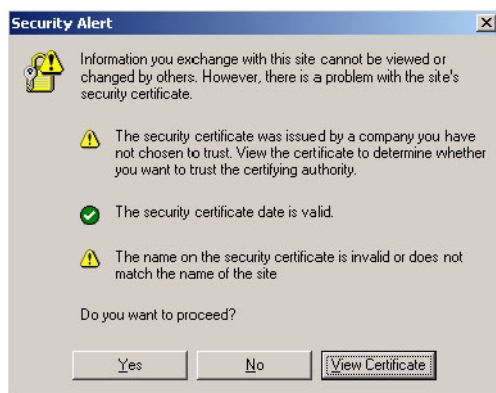 Security Alert
Information you exchange with this site cannot be viewed or
changed by others. However, there is a problem with the site's
security certificate.
The security certificate was issued by a company you have
not chosen to trust. View the certificate to determine whether
you want to trust the certifying authority.
The security certificate date is valid.
The name on the security certificate is invalid or does not
match the name of the site
Do you want to proceed?
Yes No View Certificate